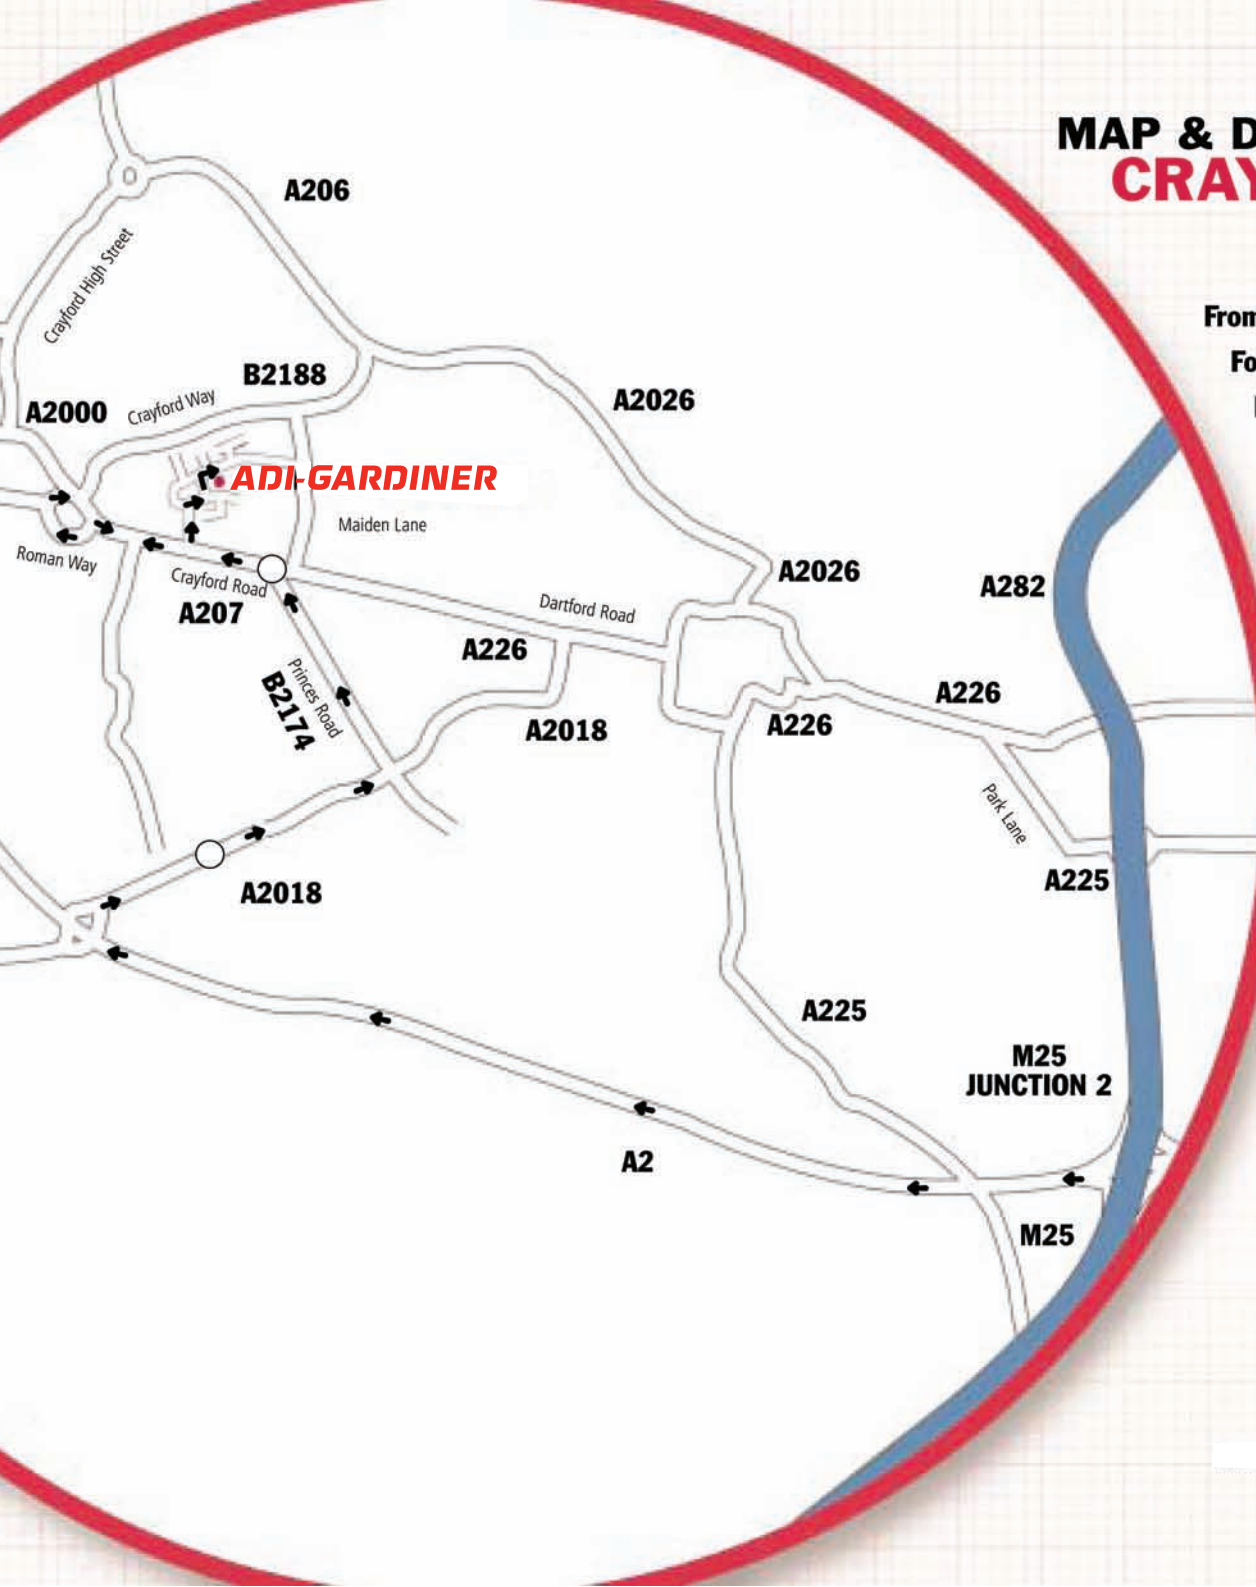 MAP & D
CRAY
From
Fo
A206
Crayford High Street
B2188
Crayford Way
A2000
A2026
ADI-GARDINER
Maiden Lane
Roman Way
Crayford Road
A207
A2026
A282
Dartford Road
A226
Princes Road
B2174
A2018
A226
A226
Park Lane
A225
A2018
A225
M25
JUNCTION 2
A2
M25